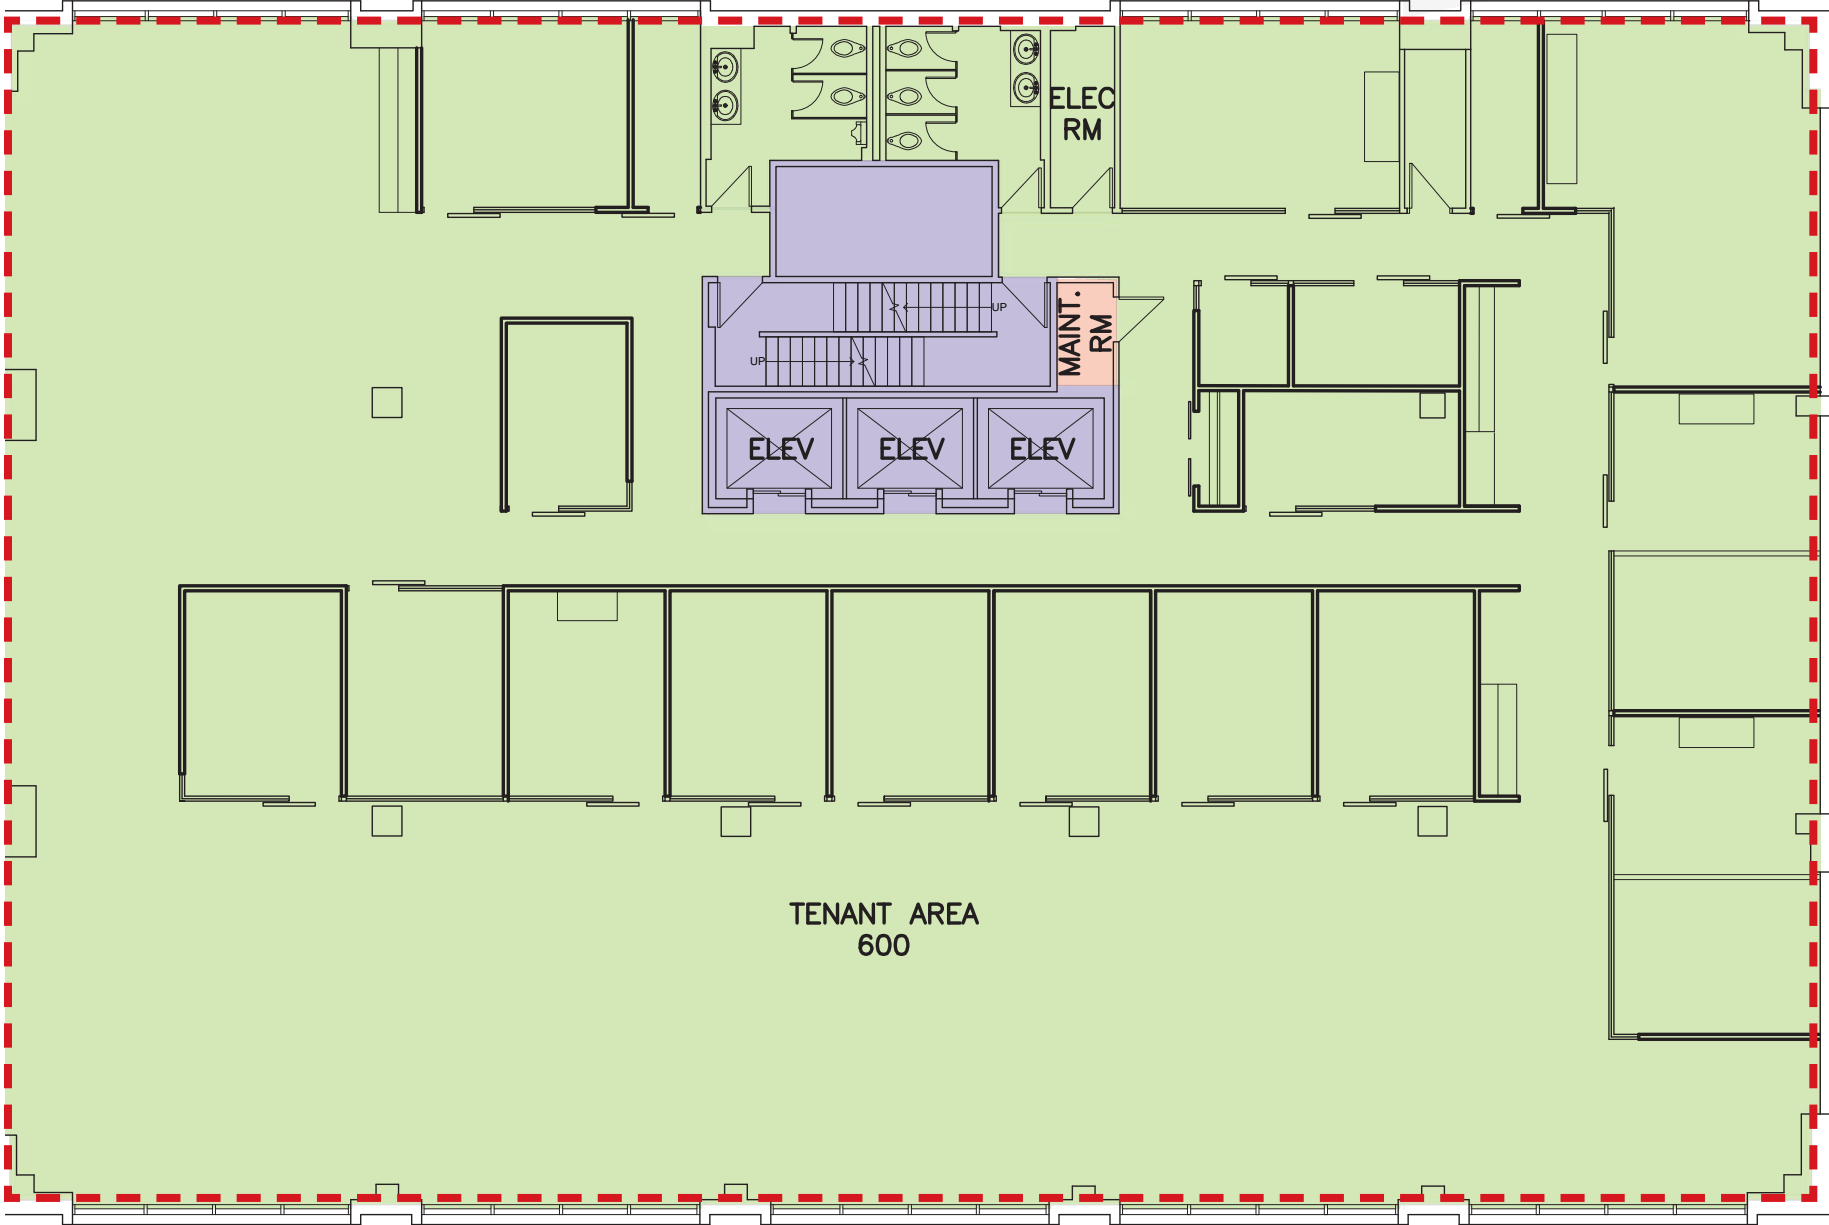 ELEC
RM
UP
MAINT.
RM
UP
ELEV
ELEV
ELEV
TENANT AREA
600